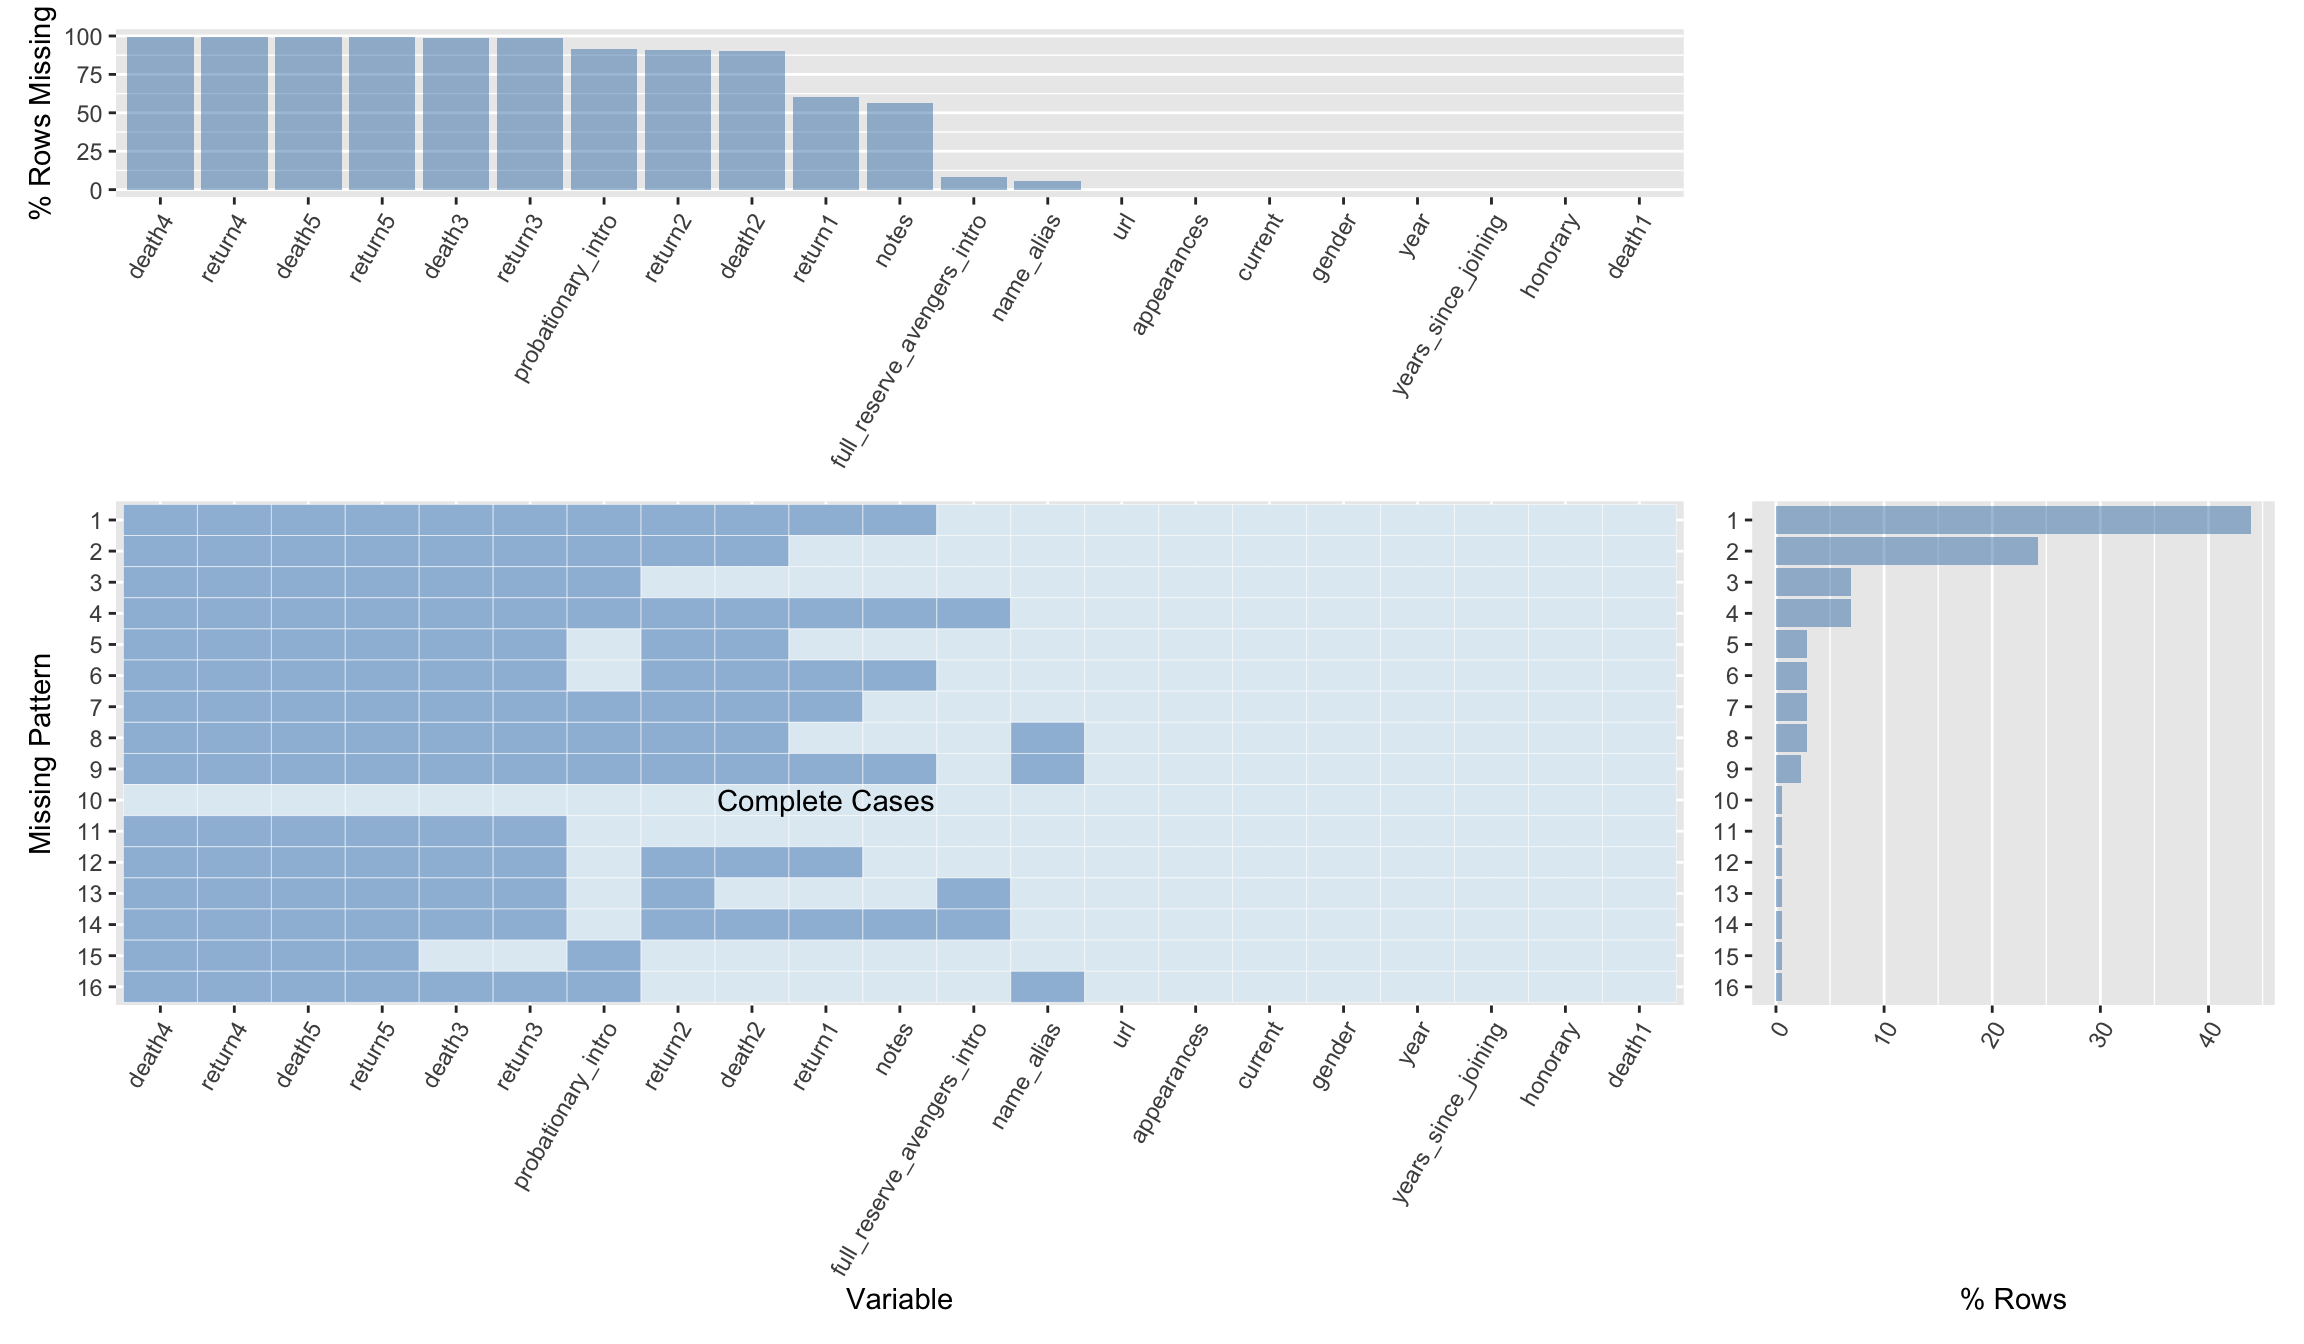 % Rows Missing
100
75
50
25
0
death4
return4
death5
return5
death3
return3
probationary_intro
return2
death2
return1
notes
full_reserve_avengers_intro
name_alias
url
appearances
current
gender
year
years_since_joining
honorary
death1
Missing Pattern
1
2
3
4
5
6
7
8
9
10
11
12
13
14
15
16
Complete Cases
death4
return4
death5
return5
death3
return3
probationary_intro
return2
death2
return1
notes
full_reserve_avengers_intro
name_alias
url
appearances
current
gender
year
years_since_joining
honorary
death1
Variable
1
2
3
4
5
6
7
8
9
10
11
12
13
14
15
16
0
10
20
30
40
% Rows